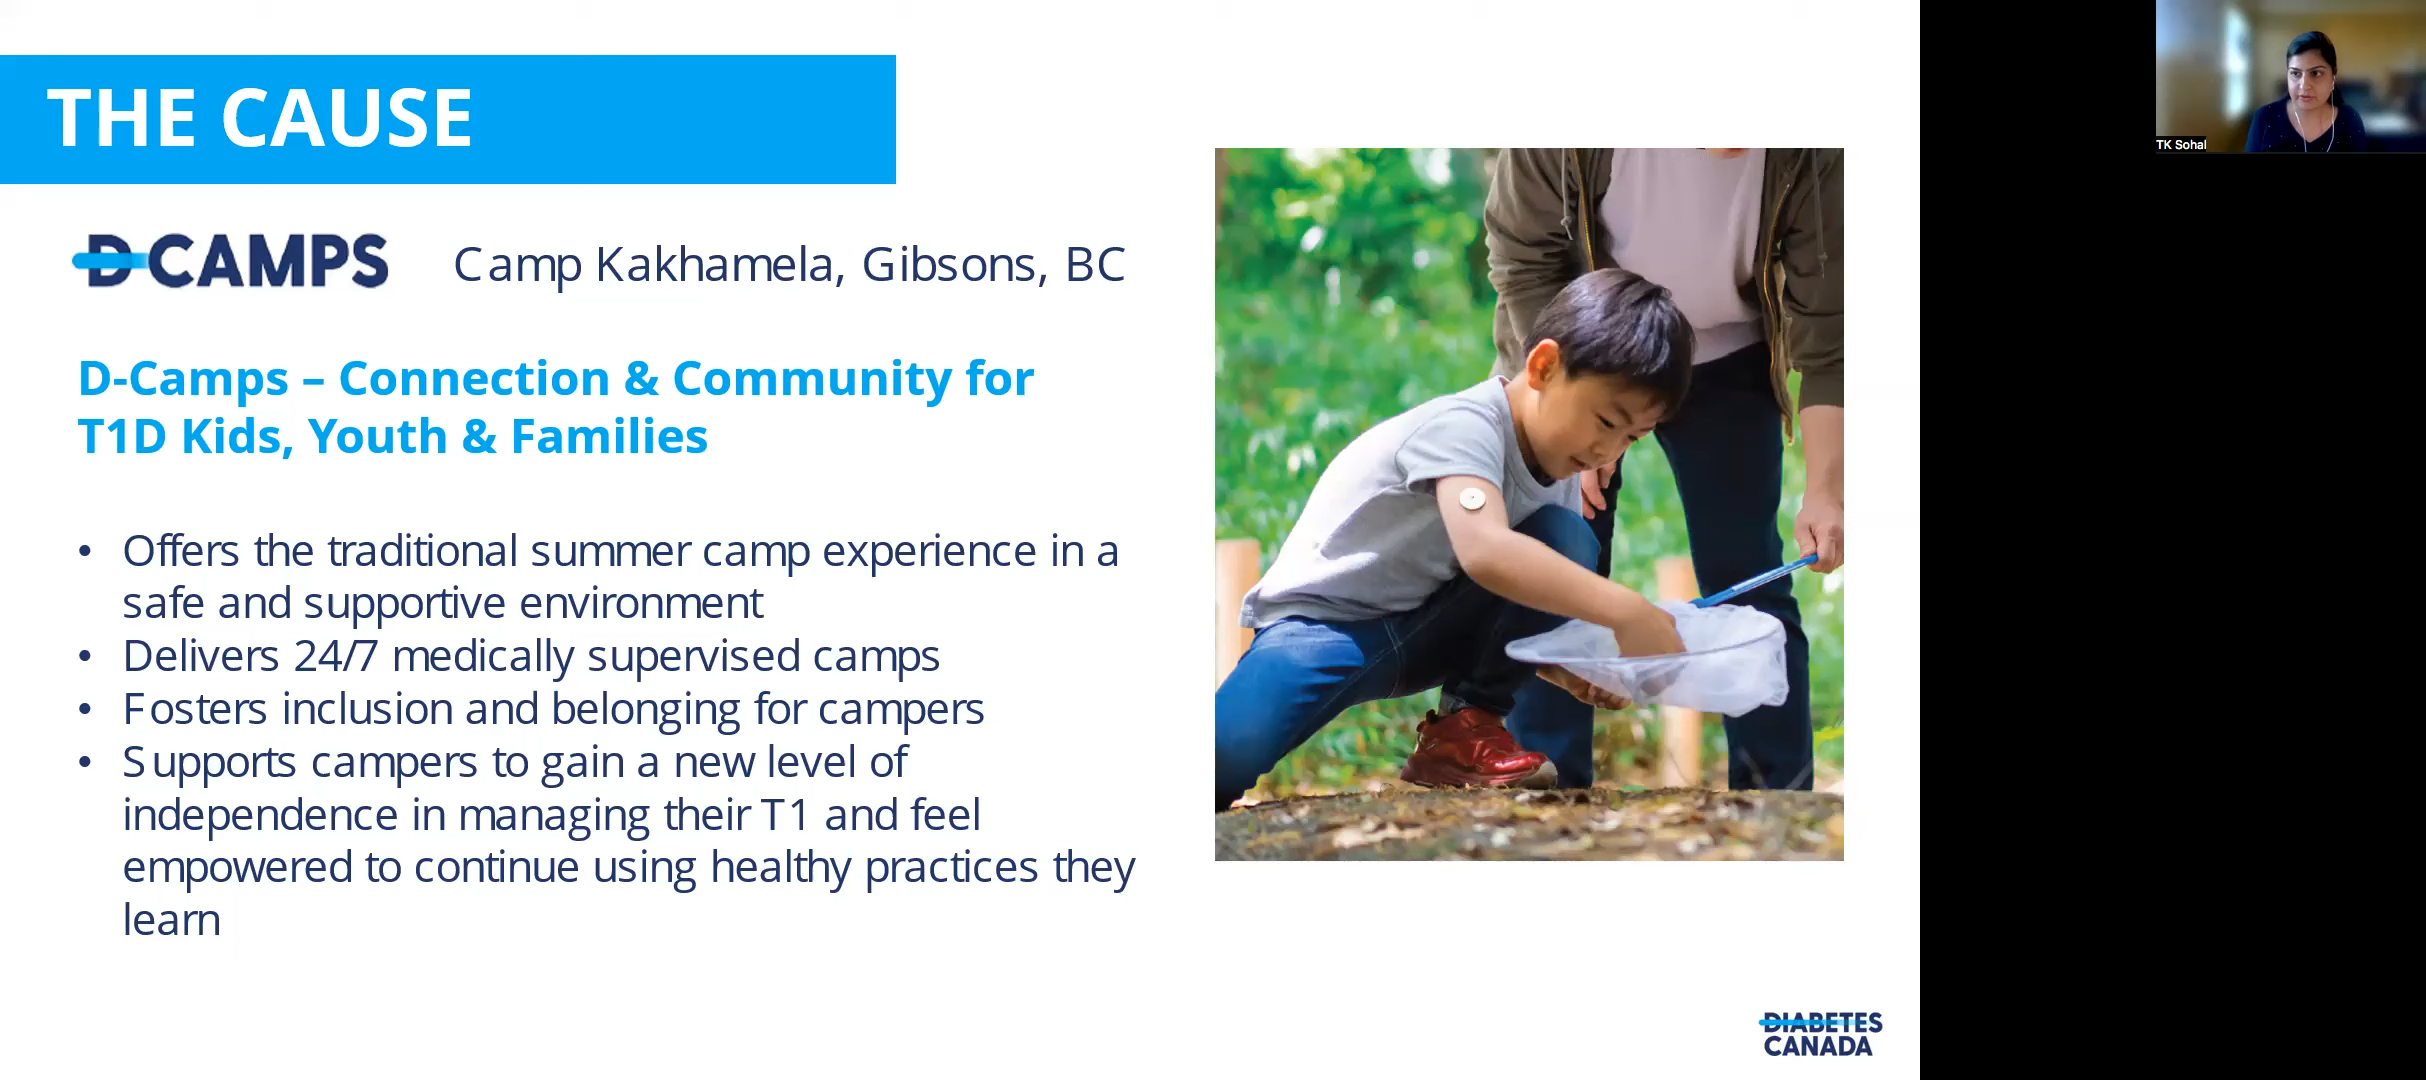 THE CAUSE
D-CAMPS
Camp Kakhamela, Gibsons, BC
D-Camps – Connection & Community for
T1D Kids, Youth & Families
• Offers the traditional summer camp experience in a
safe and supportive environment
• Delivers 24/7 medically supervised camps
• Fosters inclusion and belonging for campers
• Supports campers to gain a new level of
independence in managing their T1 and feel
empowered to continue using healthy practices they
learn
DIABETES
CANADA
TK Sohal